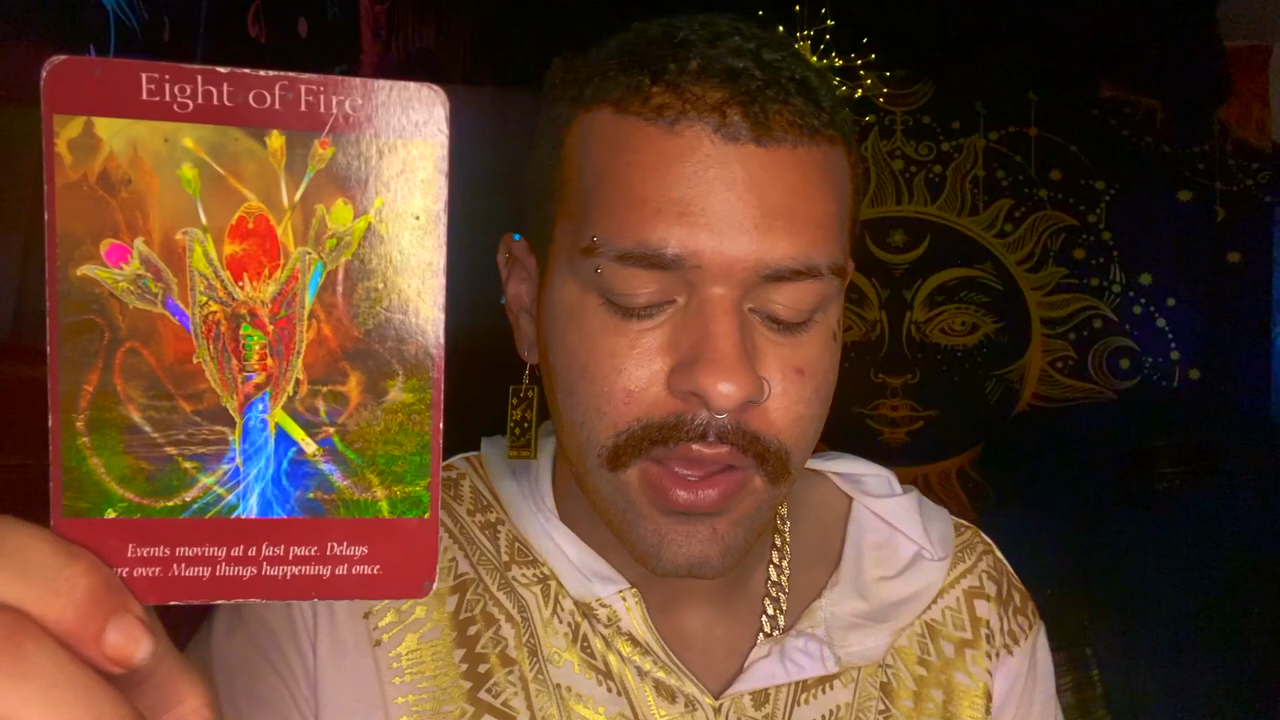 Eight of Fire
Events moving at a fast pace. Delays
over. Many things happening at once.